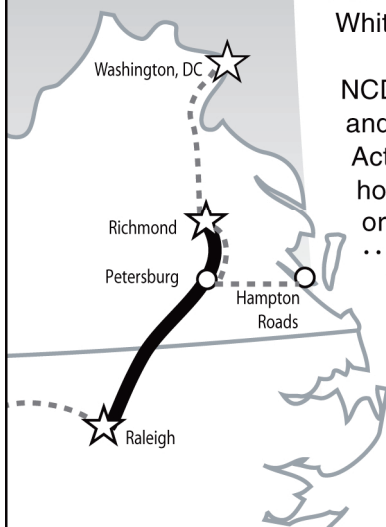 Whit
NCD
and
Act
ho
or
..
Washington, DC
Richmond
Petersburg
Hampton
Roads
Raleigh